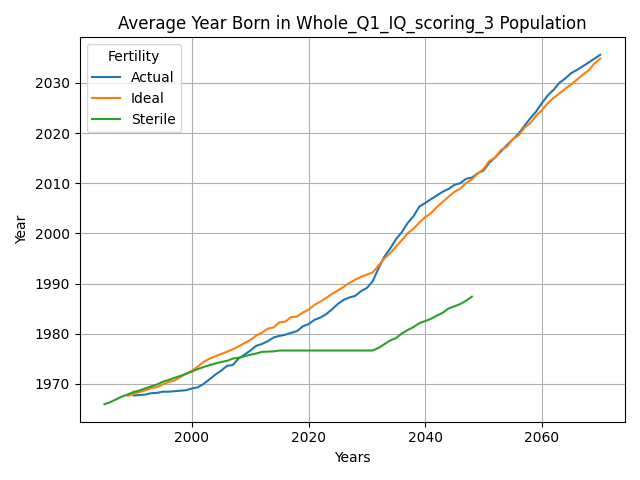 Average Year Born in Whole_Q1_IQ_scoring_3 Population
Fertility
Actual
Ideal
Sterile
2030
2020
2010
2000
1990
1980
1970
Year
2000
2020
2040
2060
Years